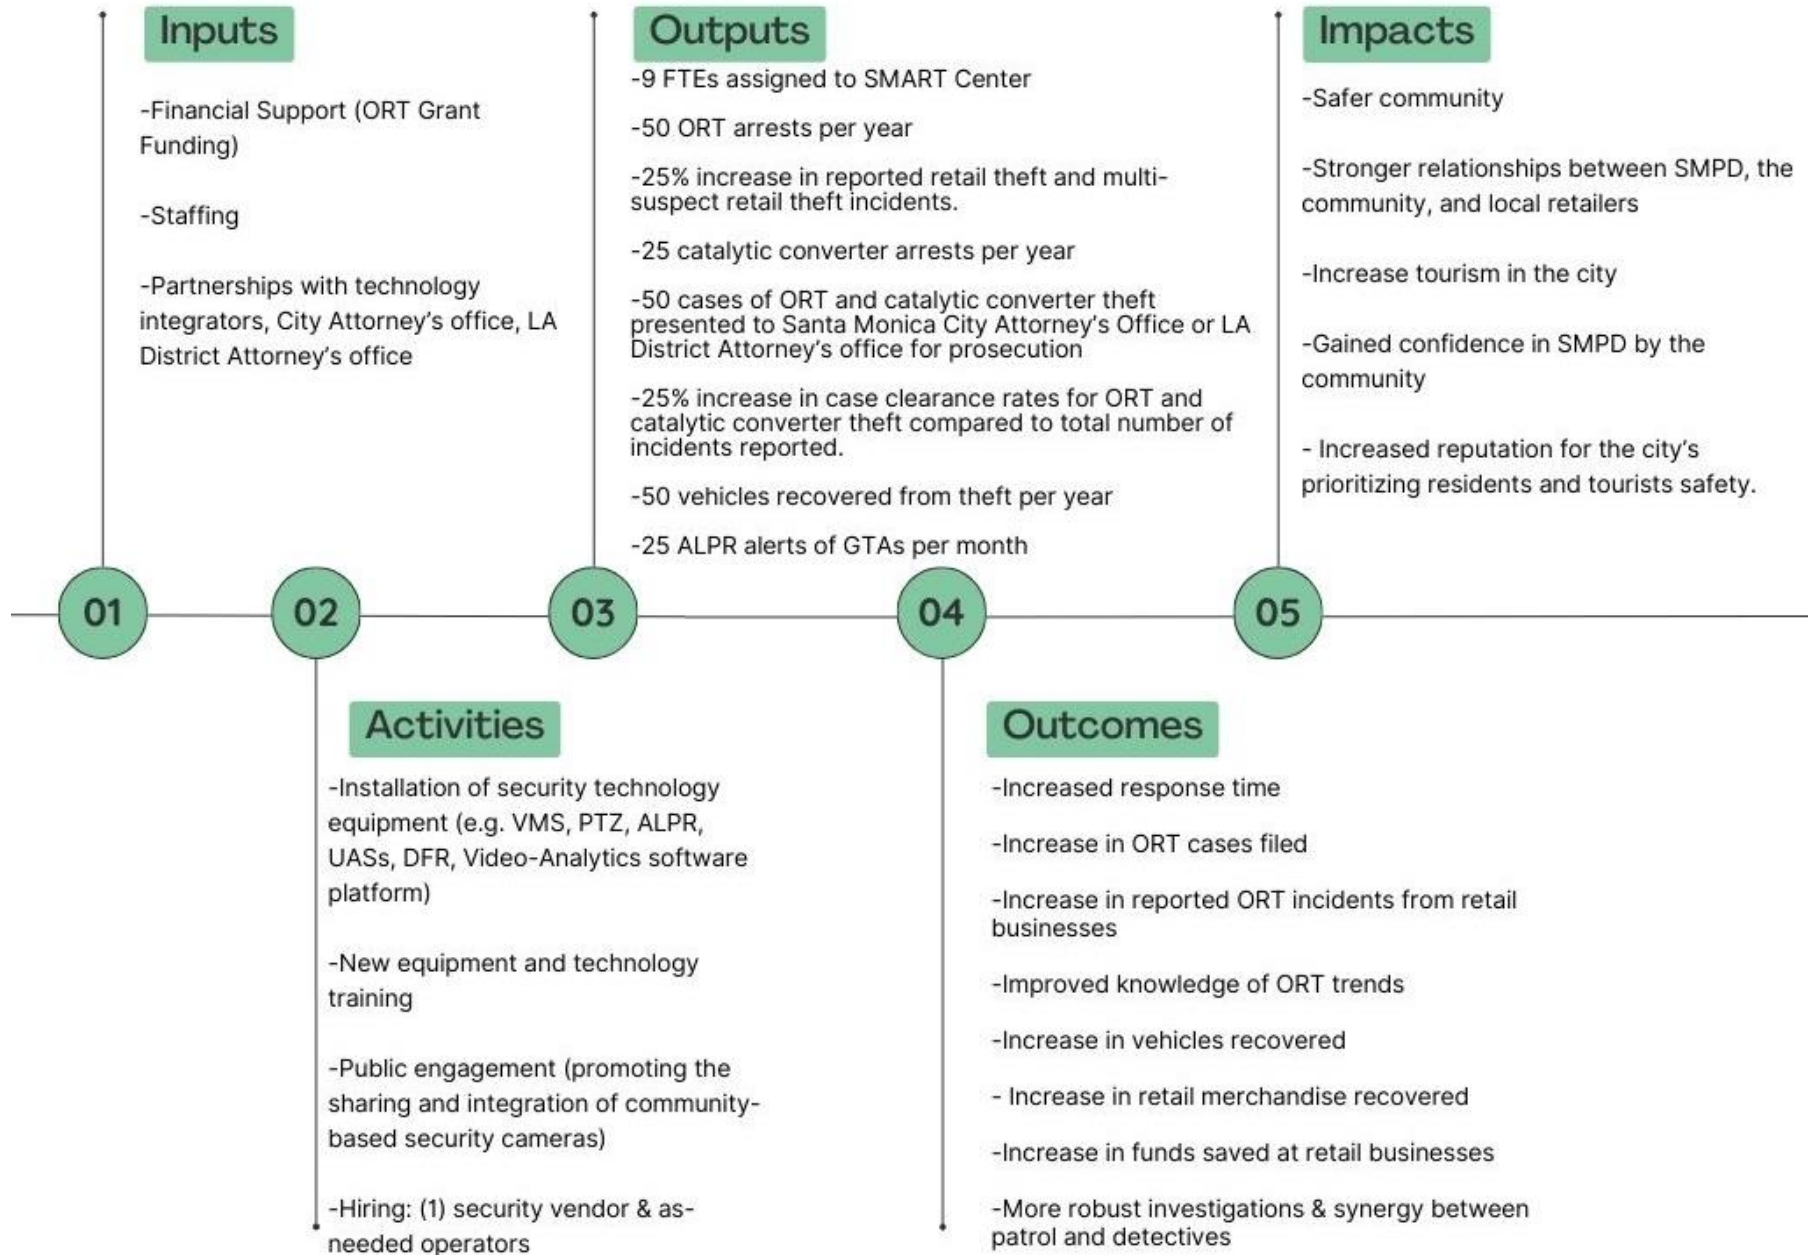 Inputs
-Financial Support (ORT Grant
Funding)
-Staffing
-Partnerships with technology
integrators, City Attorney's office, LA
District Attorney's office
Outputs
-9 FTEs assigned to SMART Center
-50 ORT arrests per year
-25% increase in reported retail theft and multi-
suspect retail theft incidents.
-25 catalytic converter arrests per year
-50 cases of ORT and catalytic converter theft
presented to Santa Monica City Attorney's Office or LA
District Attorney's office for prosecution
-25% increase in case clearance rates for ORT and
catalytic converter theft compared to total number of
incidents reported.
-50 vehicles recovered from theft per year
-25 ALPR alerts of GTAs per month
Impacts
-Safer community
-Stronger relationships between SMPD, the
community, and local retailers
-Increase tourism in the city
-Gained confidence in SMPD by the
community
- Increased reputation for the city's
prioritizing residents and tourists safety.
01
02
03
04
05
Activities
-Installation of security technology
equipment (e.g. VMS, PTZ, ALPR,
UASs, DFR, Video-Analytics software
platform)
-New equipment and technology
training
-Public engagement (promoting the
sharing and integration of community-
based security cameras)
-Hiring: (1) security vendor & as-
needed operators
Outcomes
-Increased response time
-Increase in ORT cases filed
-Increase in reported ORT incidents from retail
businesses
-Improved knowledge of ORT trends
-Increase in vehicles recovered
- Increase in retail merchandise recovered
-Increase in funds saved at retail businesses
-More robust investigations & synergy between
patrol and detectives